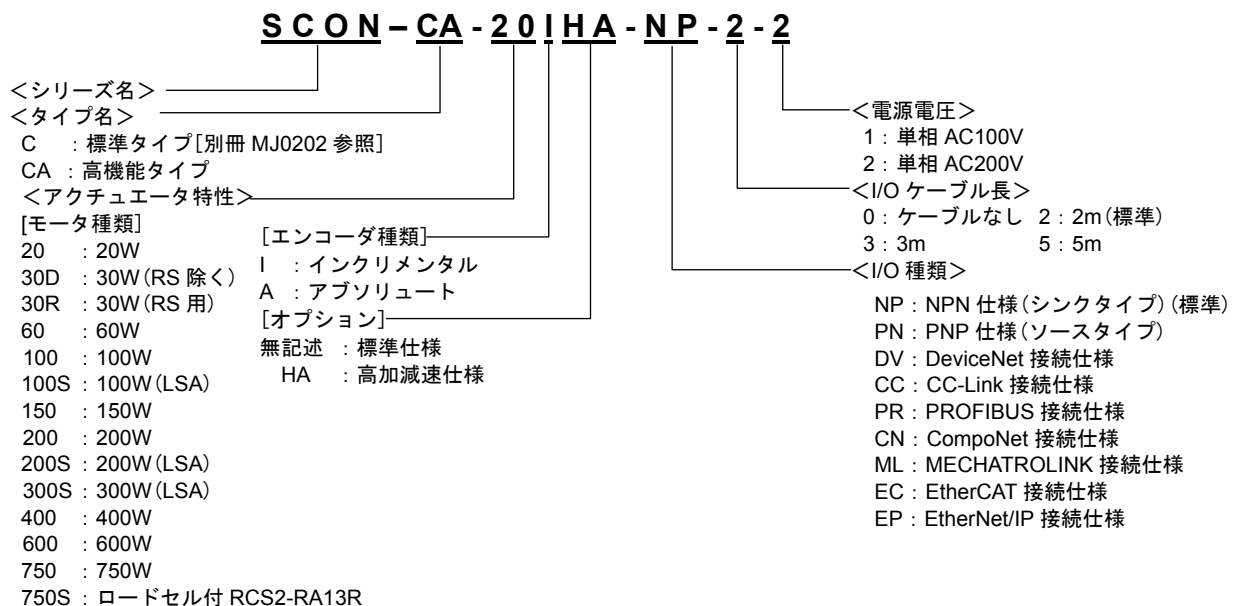 SCON-CA-20IHA-NP-2-2
<シリーズ名>
<タイプ名>
C :標準タイプ[別冊 MJ0202 参照]
CA :高機能タイプ
<アクチュエータ特性>
[モータ種類]
20 :20W
30D :30W(RS 除く)
30R :30W(RS 用)
60 :60W
100 :100W
100S :100W(LSA)
150 :150W
200 :200W
200S :200W(LSA)
300S :300W(LSA)
400 :400W
600 :600W
750 :750W
750S :ロードセル付 RCS2-RA13R
[エンコーダ種類]
I :インクリメンタル
A :アブソリュート
[オプション]
無記述 :標準仕様
HA :高加減速仕様
<電源電圧>
1:単相 AC100V
2:単相 AC200V
<I/O ケーブル長>
0:ケーブルなし 2:2m(標準)
3:3m 5:5m
<I/O 種類>
NP:NPN 仕様(シンクタイプ)(標準)
PN:PNP 仕様(ソースタイプ)
DV:DeviceNet 接続仕様
CC:CC-Link 接続仕様
PR:PROFIBUS 接続仕様
CN:CompoNet 接続仕様
ML:MECHATROLINK 接続仕様
EC:EtherCAT 接続仕様
EP:EtherNet/IP 接続仕様